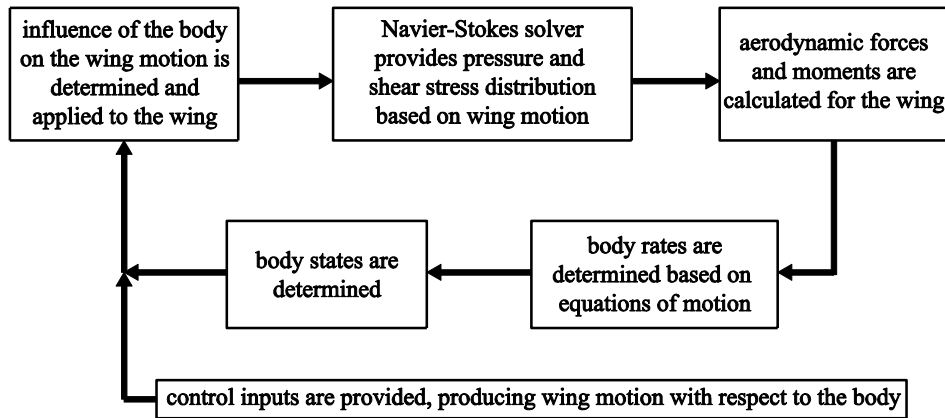 influence of the body
on the wing motion is
determined and
applied to the wing
Navier-Stokes solver
provides pressure and
shear stress distribution
based on wing motion
aerodynamic forces
and moments are
calculated for the wing
body rates are
determined based on
equations of motion
body states are
determined
control inputs are provided, producing wing motion with respect to the body